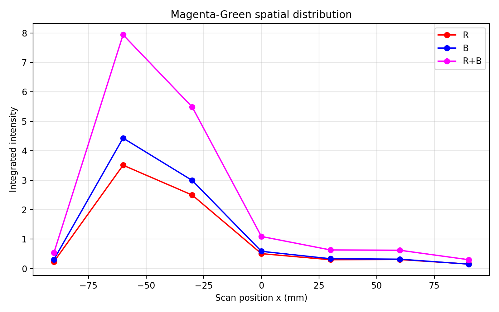 Magenta-Green spatial distribution
R
B
R+B
Integrated intensity
8
7
6
5
4
3
2
1
0
−75
−50
−25
0
25
50
75
Scan position x (mm)